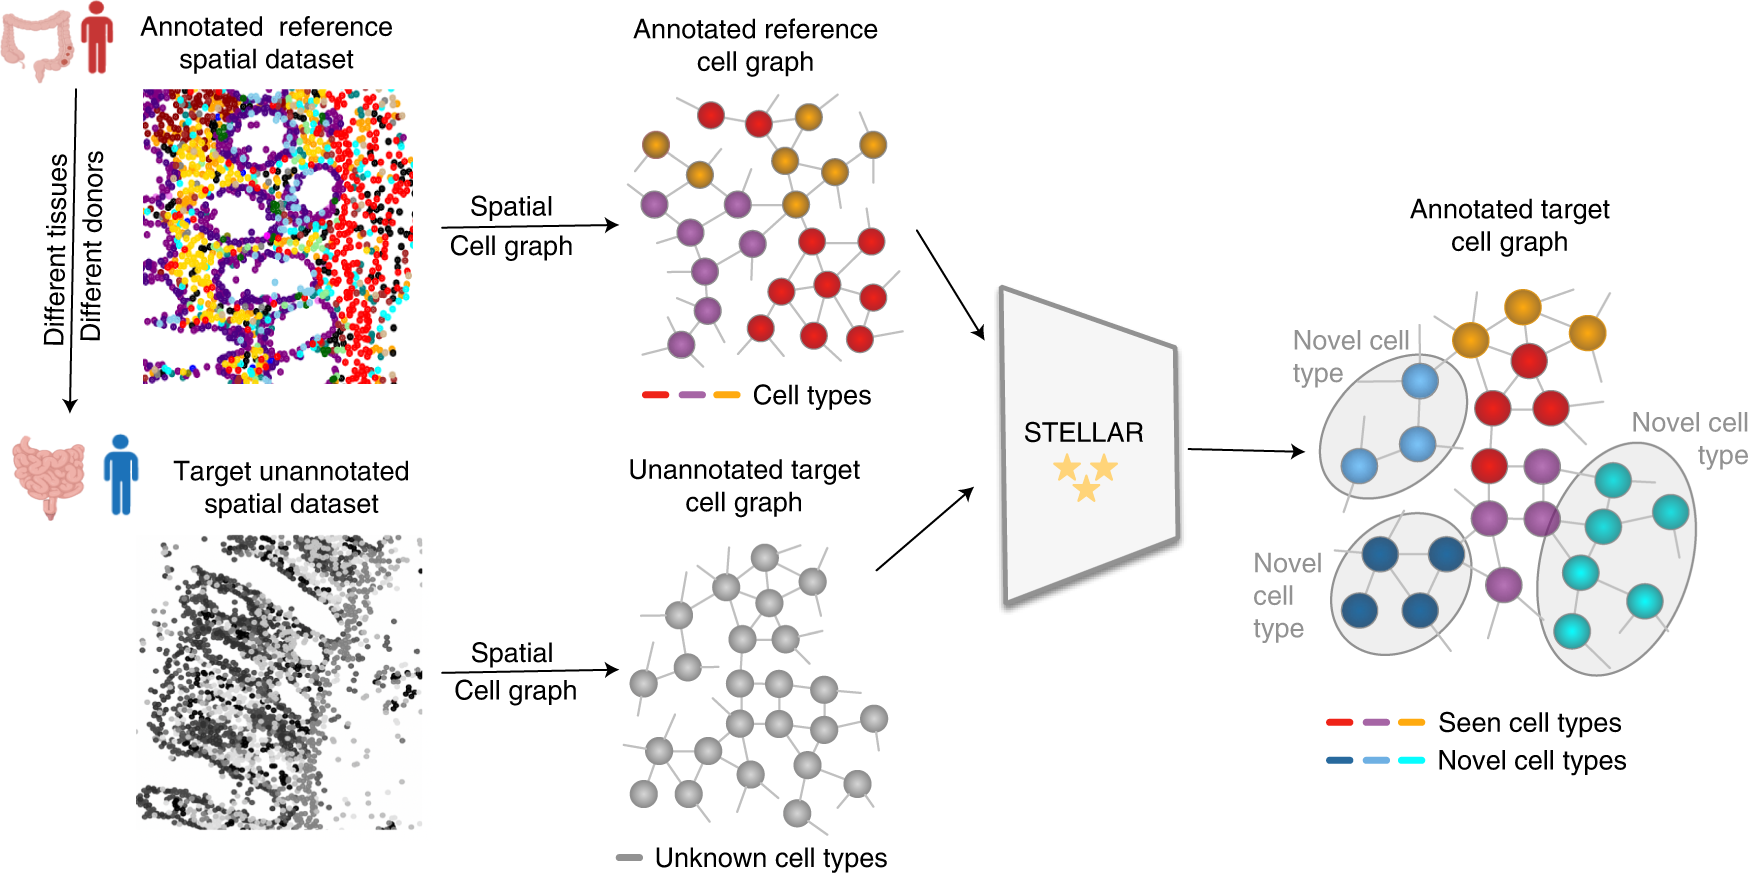 Annotated reference
spatial dataset
Different tissues
Different donors
Spatial
Cell graph
Annotated reference
cell graph
Cell types
Target unannotated
spatial dataset
Spatial
Cell graph
Unannotated target
cell graph
Unknown cell types
STELLAR
Annotated target
cell graph
Novel cell
type
Novel cell
type
Novel
cell
type
Seen cell types
Novel cell types